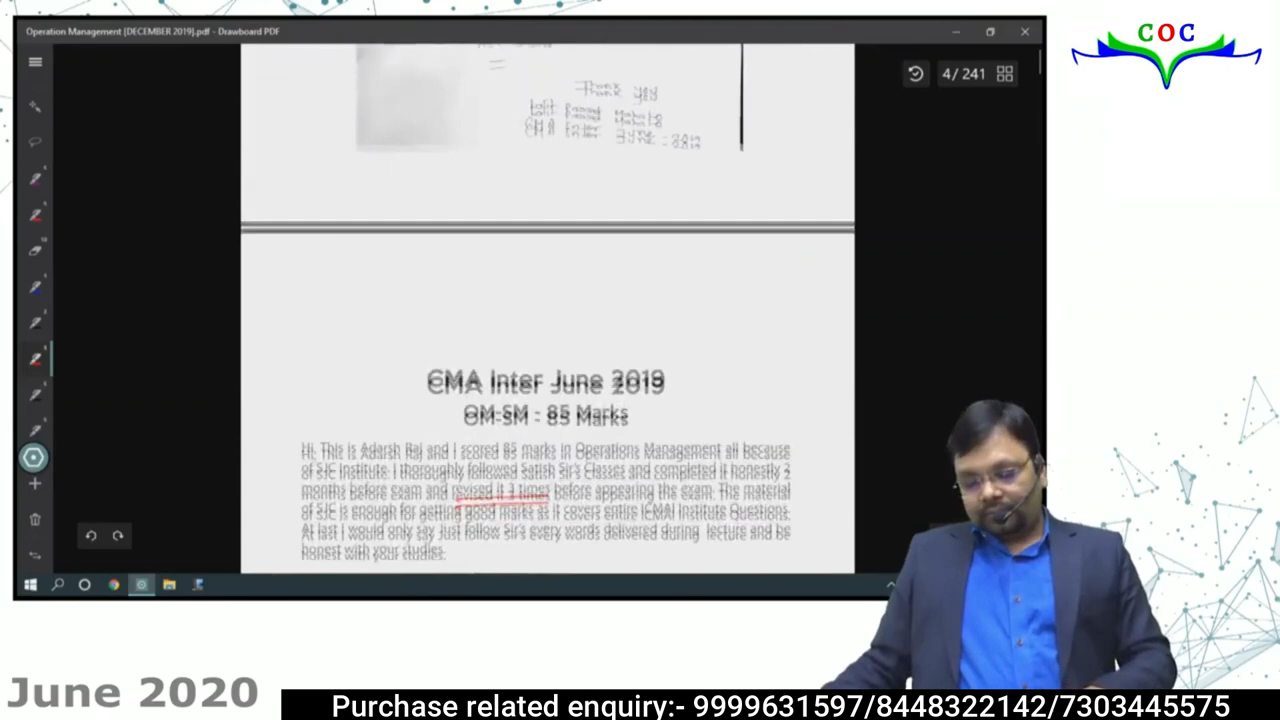 COC
Operation Management [DECEMBER 2019].pdf - Drawboard PDF
4/241
Thank you
CMA Inter June 2019
OM-SM - 85 Marks
Hi, This is Adarsh Raj and I scored 85 marks in Operations Management all because
of SJC Institute. I thoroughly followed Satish Sir's Classes and completed it honestly 2
months before exam and revised it 3 times before appearing the exam. The material
of SJC is enough for getting good marks as it covers entire ICMAI Institute Questions.
At last I would only say just follow Sir's every words delivered during lecture and be
honest with your studies.
June 2020
Purchase related enquiry:- 9999631597/8448322142/7303445575